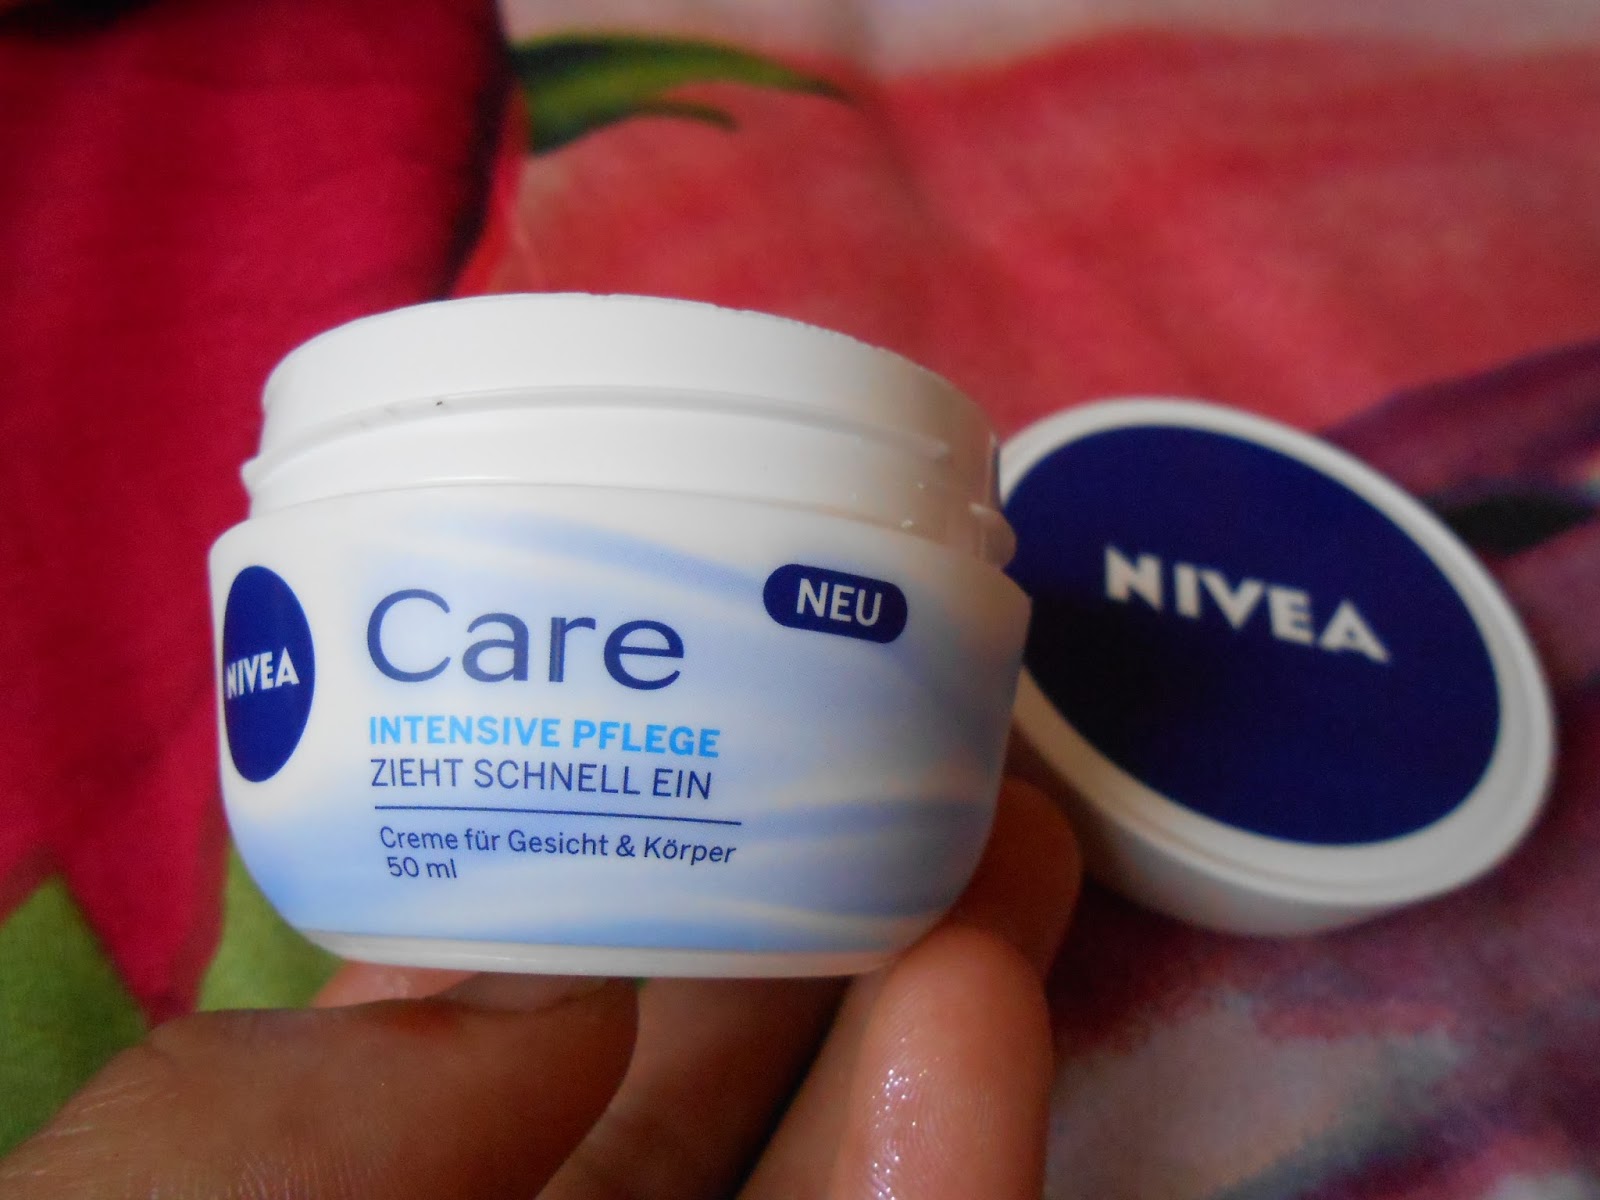 NIVEA
Care
NEU
INTENSIVE PFLEGE
ZIEHT SCHNELL EIN
Creme für Gesicht & Körper
50 ml
NIVEA